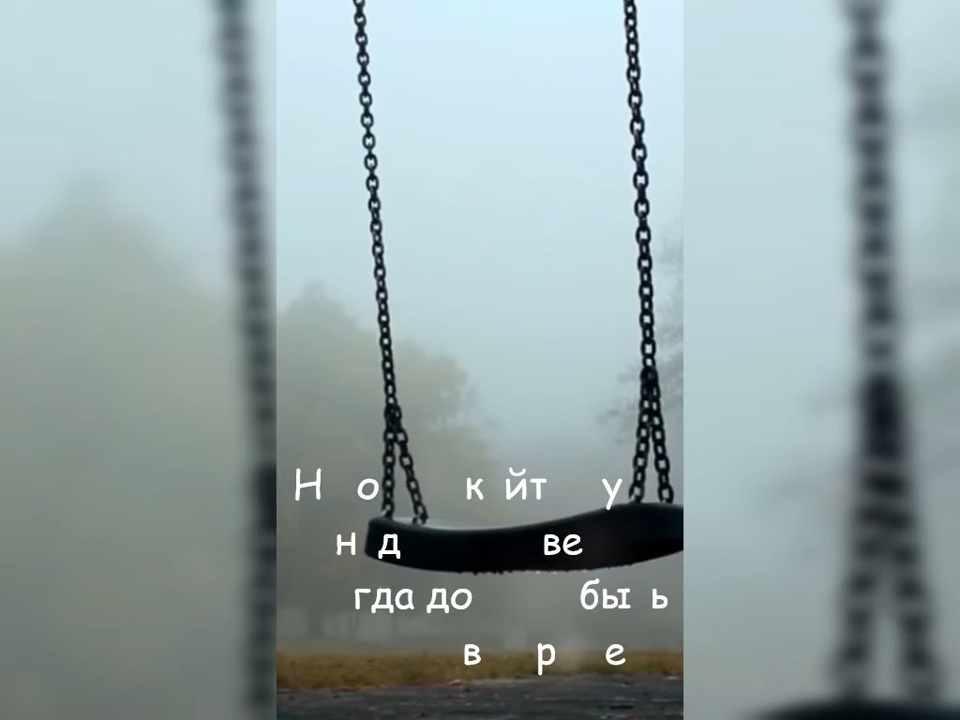 Н о к йт у
н д ве
гда до бы ь
в р е